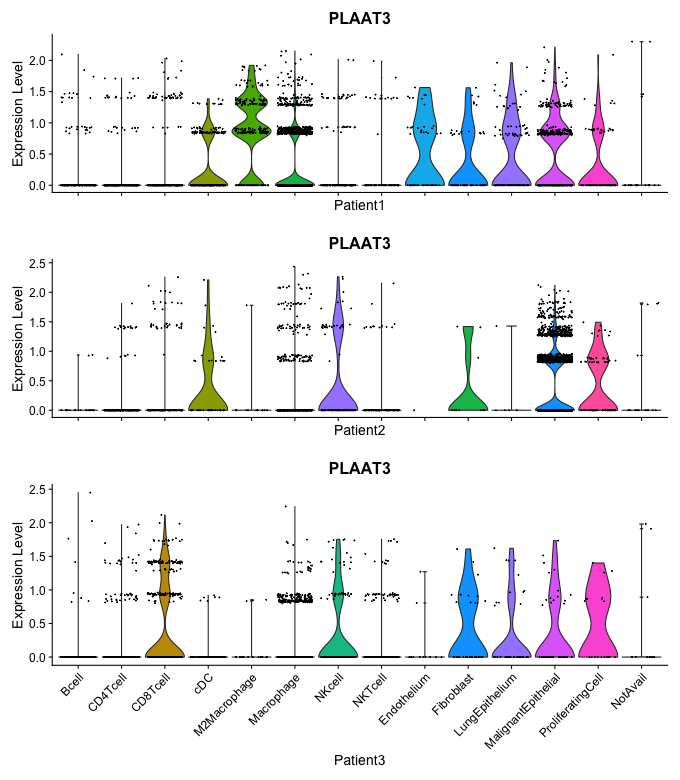 PLAAT3
Expression Level
2.0
1.5
1.0
0.5
0.0
Patient1
PLAAT3
Expression Level
2.5
2.0
1.5
1.0
0.5
0.0
Patient2
PLAAT3
Expression Level
2.5
2.0
1.5
1.0
0.5
0.0
Bcell
CD4Tcell
CD8Tcell
cDC
M2Macrophage
Macrophage
NKcell
NKTcell
Endothelium
Fibroblast
LungEpithelium
MalignantEpithelial
ProliferatingCell
NotAvail
Patient3